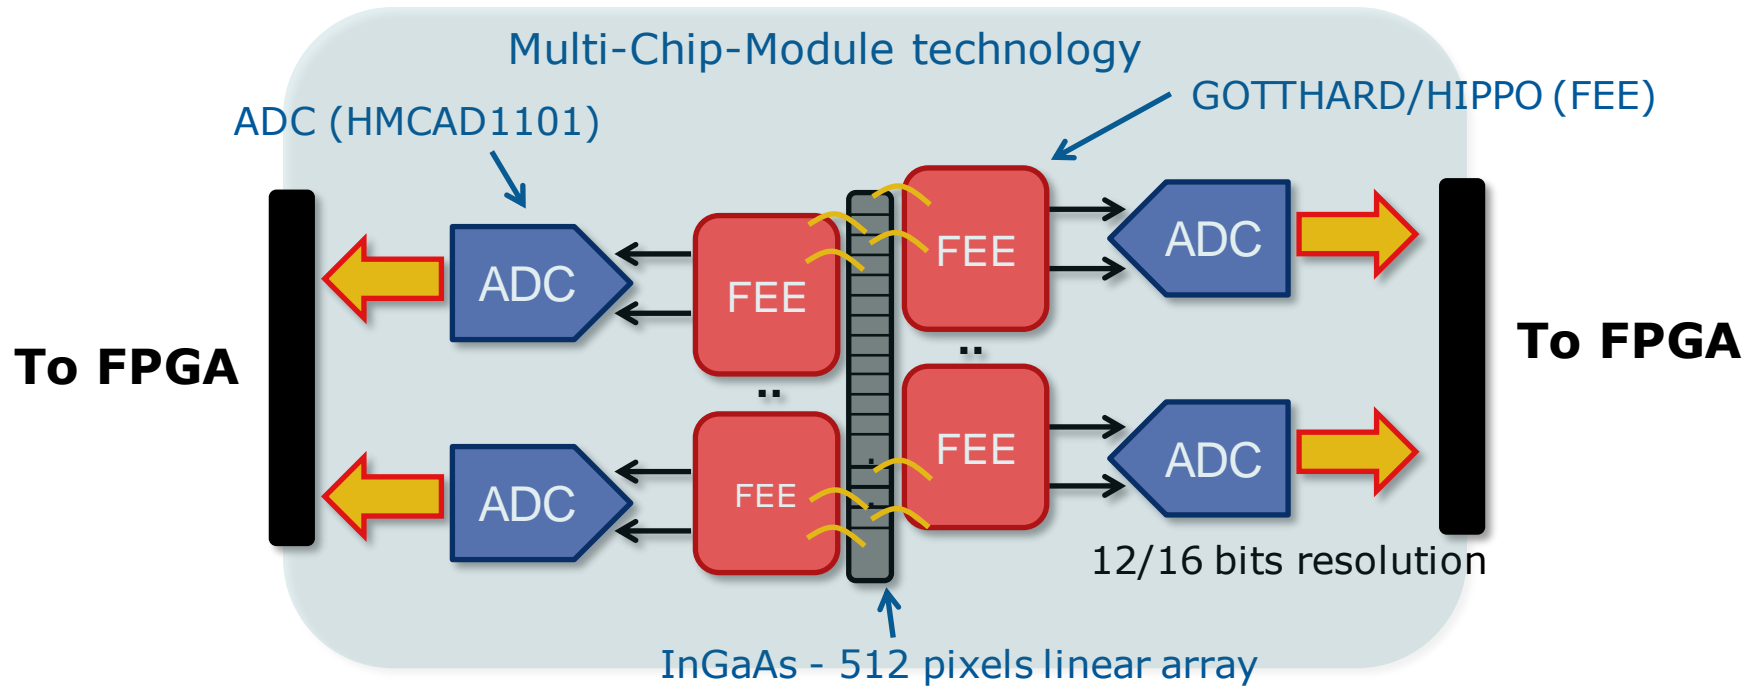 Multi-Chip-Module technology
GOTTHARD/HIPPO (FEE)
ADC (HMCAD1101)
ADC
FEE
FEE
ADC
To FPGA
To FPGA
..
..
ADC
FEE
FEE
ADC
12/16 bits resolution
InGaAs - 512 pixels linear array